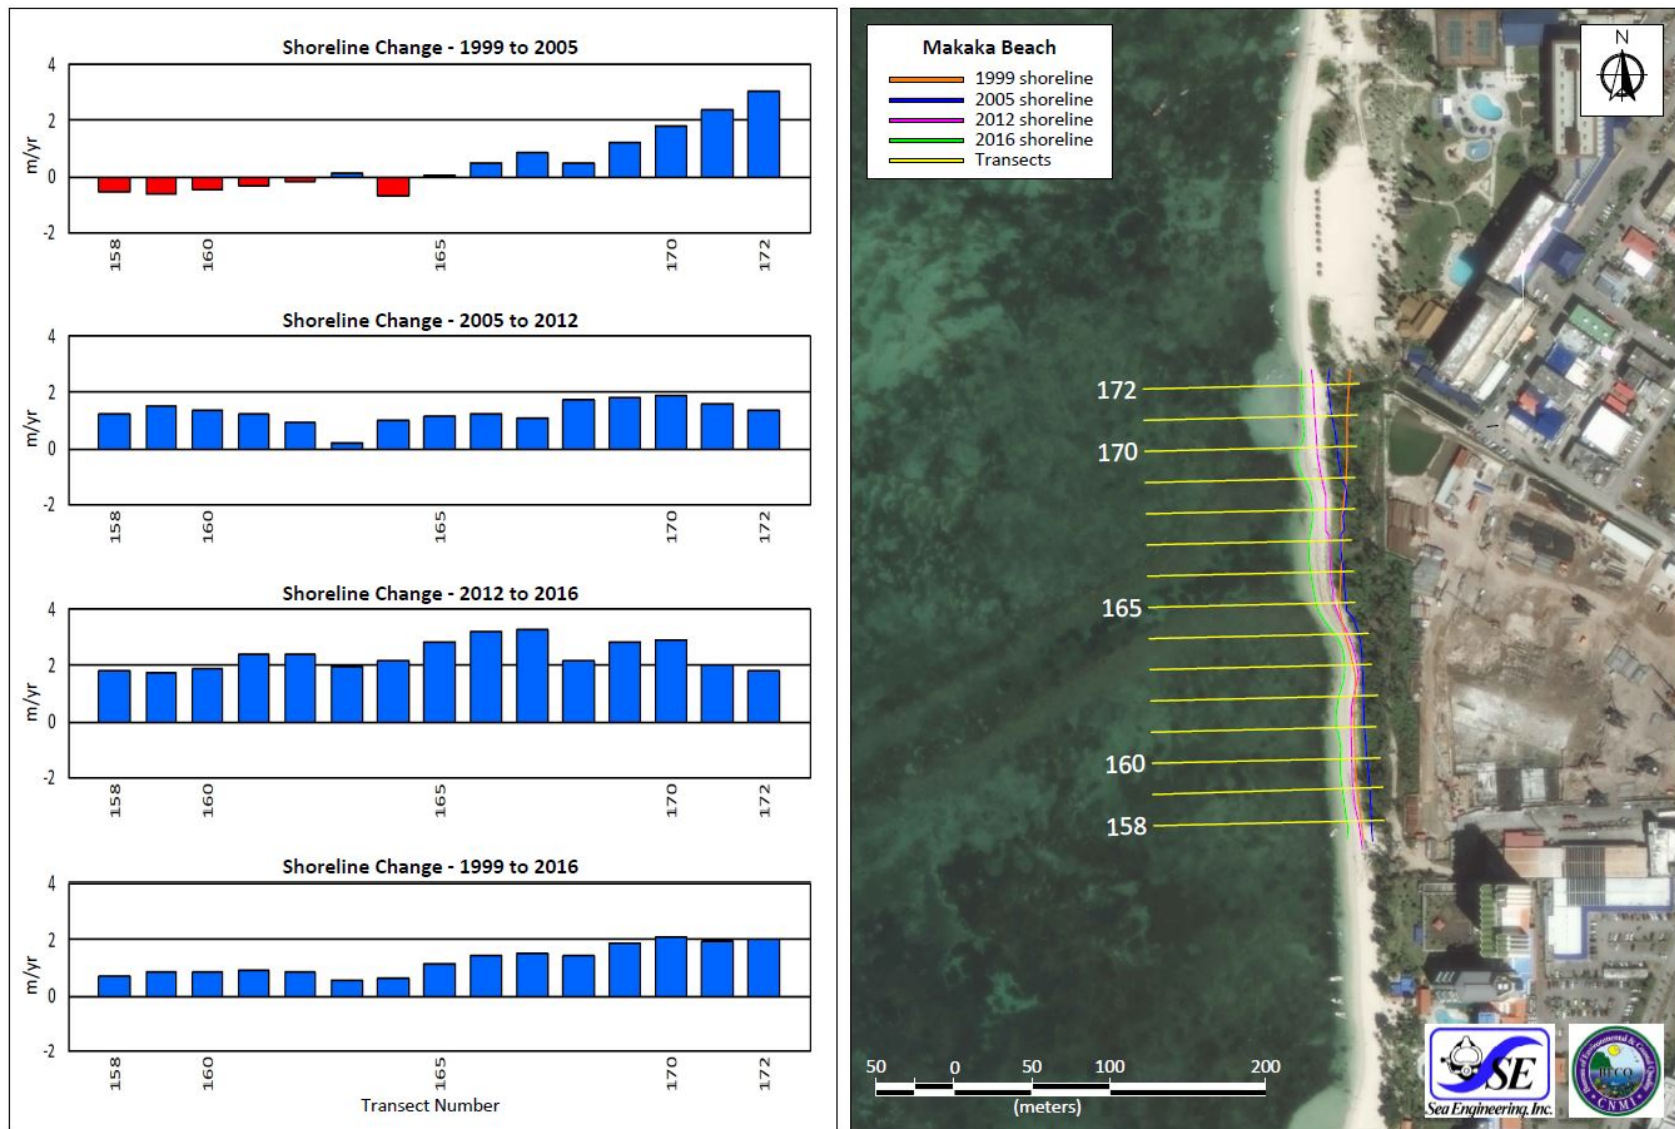 Shoreline Change - 1999 to 2005
4
2
0
-2
m/yr
158
160
165
170
172
Shoreline Change - 2005 to 2012
4
2
0
-2
m/yr
158
160
165
170
172
Shoreline Change - 2012 to 2016
4
2
0
-2
m/yr
158
160
165
170
172
Shoreline Change - 1999 to 2016
4
2
0
-2
m/yr
158
160
165
170
172
Transect Number
Makaka Beach
1999 shoreline
2005 shoreline
2012 shoreline
2016 shoreline
Transects
N
172
170
165
160
158
50 0 50 100 200
(meters)
SE
Sea Engineering, Inc.
CNMI